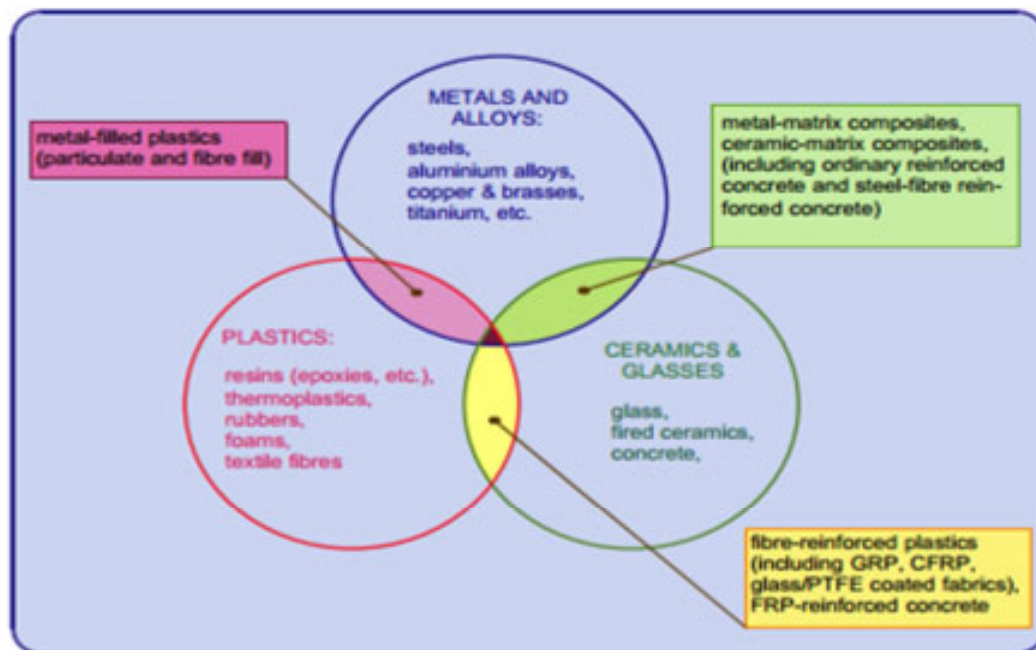 METALS AND
ALLOYS:
steels,
aluminium alloys,
copper & brasses,
titanium, etc.
metal-filled plastics
(particulate and fibre fill)
metal-matrix composites,
ceramic-matrix composites,
(including ordinary reinforced
concrete and steel-fibre rein-
forced concrete)
PLASTICS:
resins (epoxies, etc.),
thermoplastics,
rubbers,
foams,
textile fibres
CERAMICS &
GLASSES
glass,
fired ceramics,
concrete,
fibre-reinforced plastics
(including GRP, CFRP,
glass/PTFE coated fabrics),
FRP-reinforced concrete